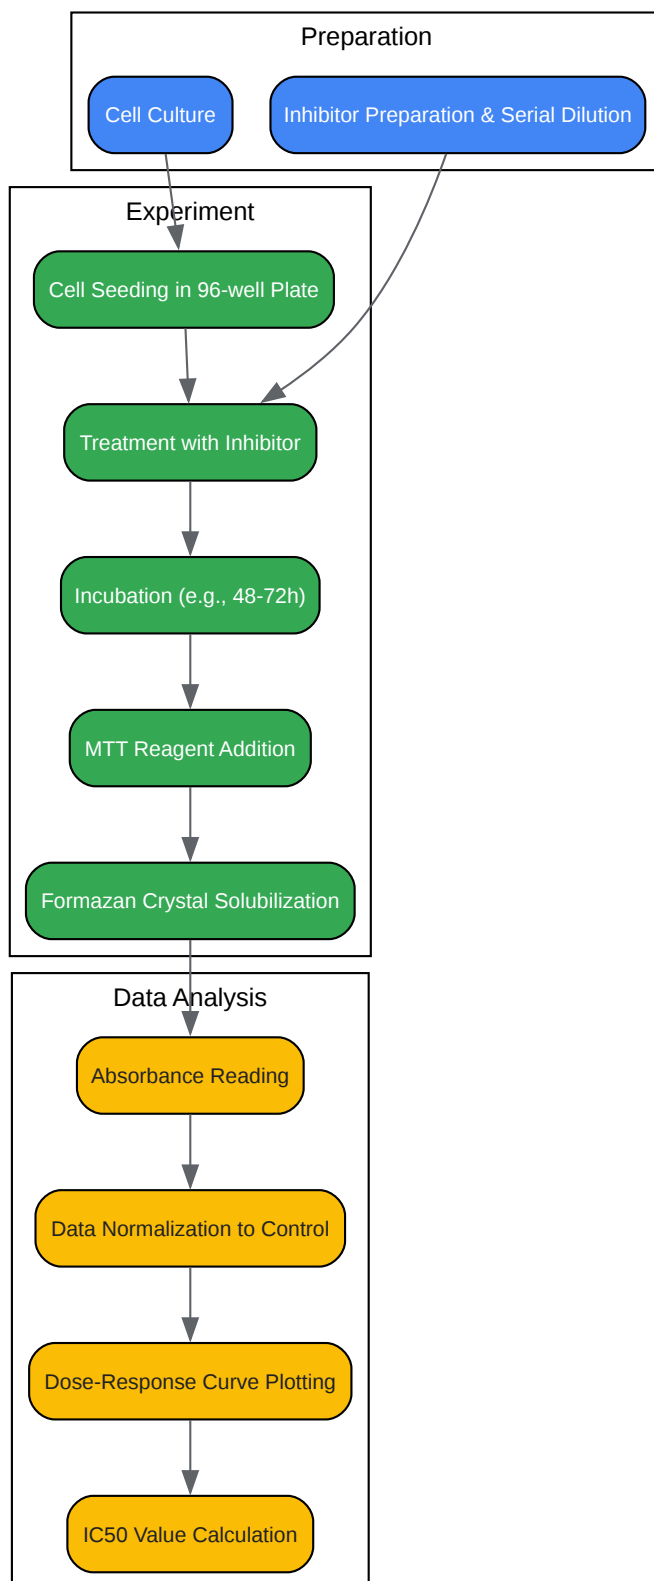 Preparation
Cell Culture
Inhibitor Preparation & Serial Dilution
Experiment
Cell Seeding in 96-well Plate
Treatment with Inhibitor
Incubation (e.g., 48-72h)
MTT Reagent Addition
Formazan Crystal Solubilization
Data Analysis
Absorbance Reading
Data Normalization to Control
Dose-Response Curve Plotting
IC50 Value Calculation